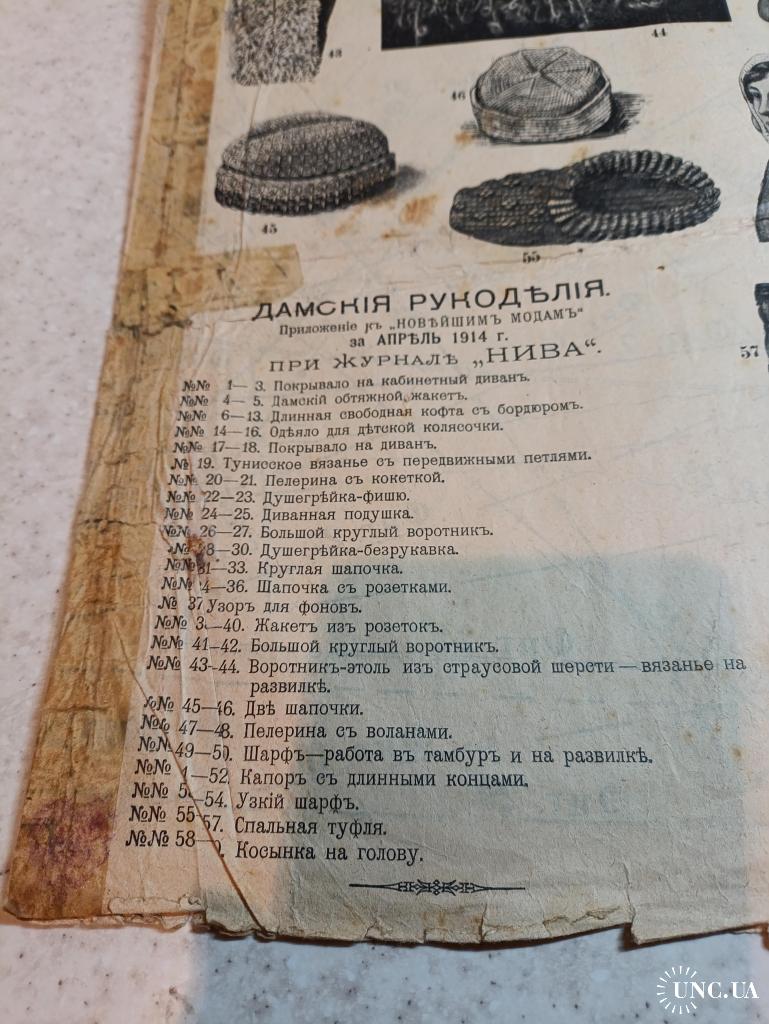 43
44
46
45
55
57
ДАМСКІЯ РУКОДѢЛІЯ.
Приложеніе къ „НОВѢЙШИМЪ МОДАМЪ“
за АПРѢЛЬ 1914 г.
ПРИ ЖУРНАЛѢ „НИВА“.
№№ 1—3. Покрывало на кабинетный диванъ.
№№ 4—5. Дамскій обтяжной жакетъ.
№№ 6—13. Длинная свободная кофта съ бордюромъ.
№№ 14—16. Одѣяло для дѣтской колясочки.
№№ 17—18. Покрывало на диванъ.
№ 19. Тунисское вязанье съ передвижными петлями.
№№ 20—21. Пелерина съ кокеткой.
№№ 22—23. Душегрѣйка-фишю.
№№ 24—25. Диванная подушка.
№№ 26—27. Большой круглый воротникъ.
№№ 8—30. Душегрѣйка-безрукавка.
№№ 31—33. Круглая шапочка.
№№ 4—36. Шапочка съ розетками.
№ 37 Узоръ для фоновъ.
№№ 3 —40. Жакетъ изъ розетокъ.
№№ 41—42. Большой круглый воротникъ.
№№ 43—44. Воротникъ-этоль изъ страусовой шерсти — вязанье на
развилкѣ.
№№ 45—46. Двѣ шапочки.
№№ 47—48. Пелерина съ воланами.
№№ 49—50. Шарфъ—работа въ тамбуръ и на развилкѣ.
№№ 1—52. Капоръ съ длинными концами.
№№ 5 —54. Узкій шарфъ.
№№ 55—57. Спальная туфля.
№№ 58— . Косынка на голову.
UNC.UA